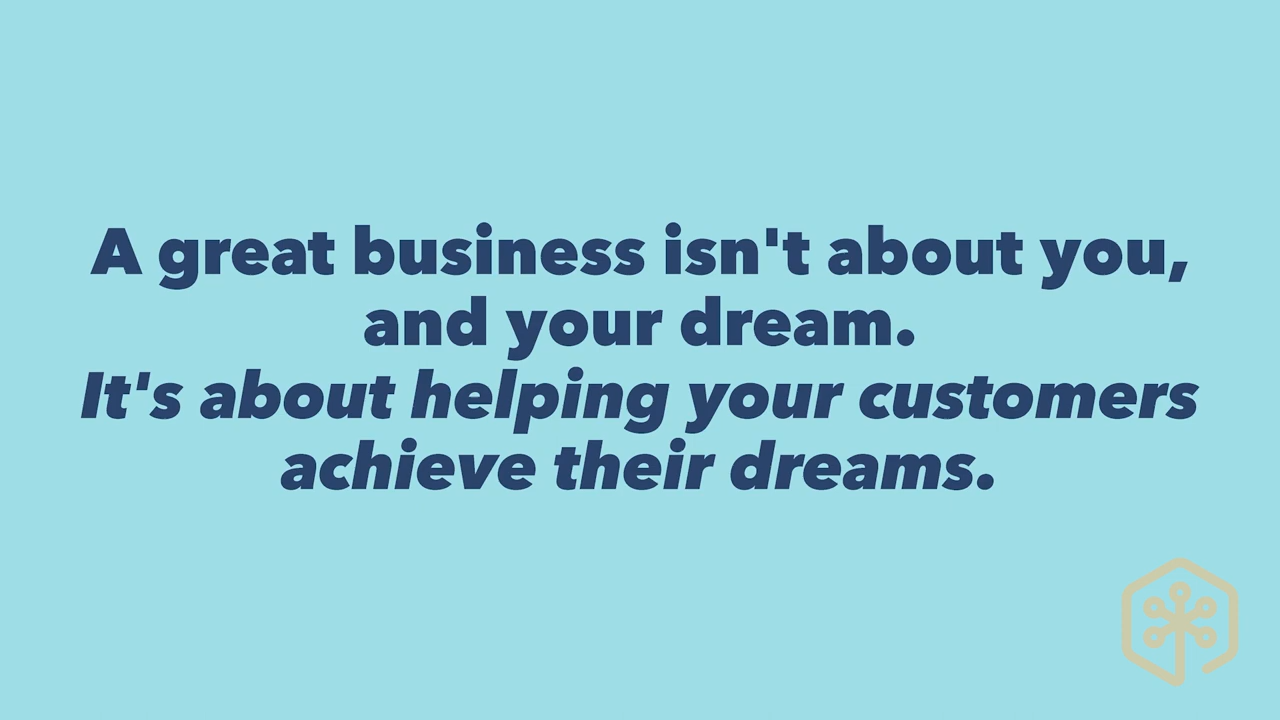 A great business isn't about you,
and your dream.
It's about helping your customers
achieve their dreams.